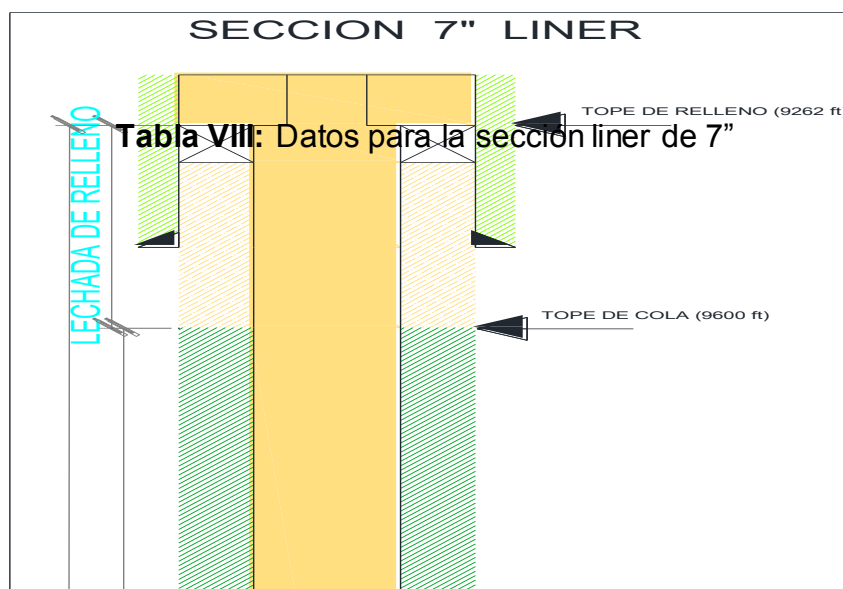 SECCION 7" LINER
TOPE DE RELLENO (9262 ft
Tabla VIII: Datos para la sección liner de 7”
LECHADA DE RELLENO
TOPE DE COLA (9600 ft)